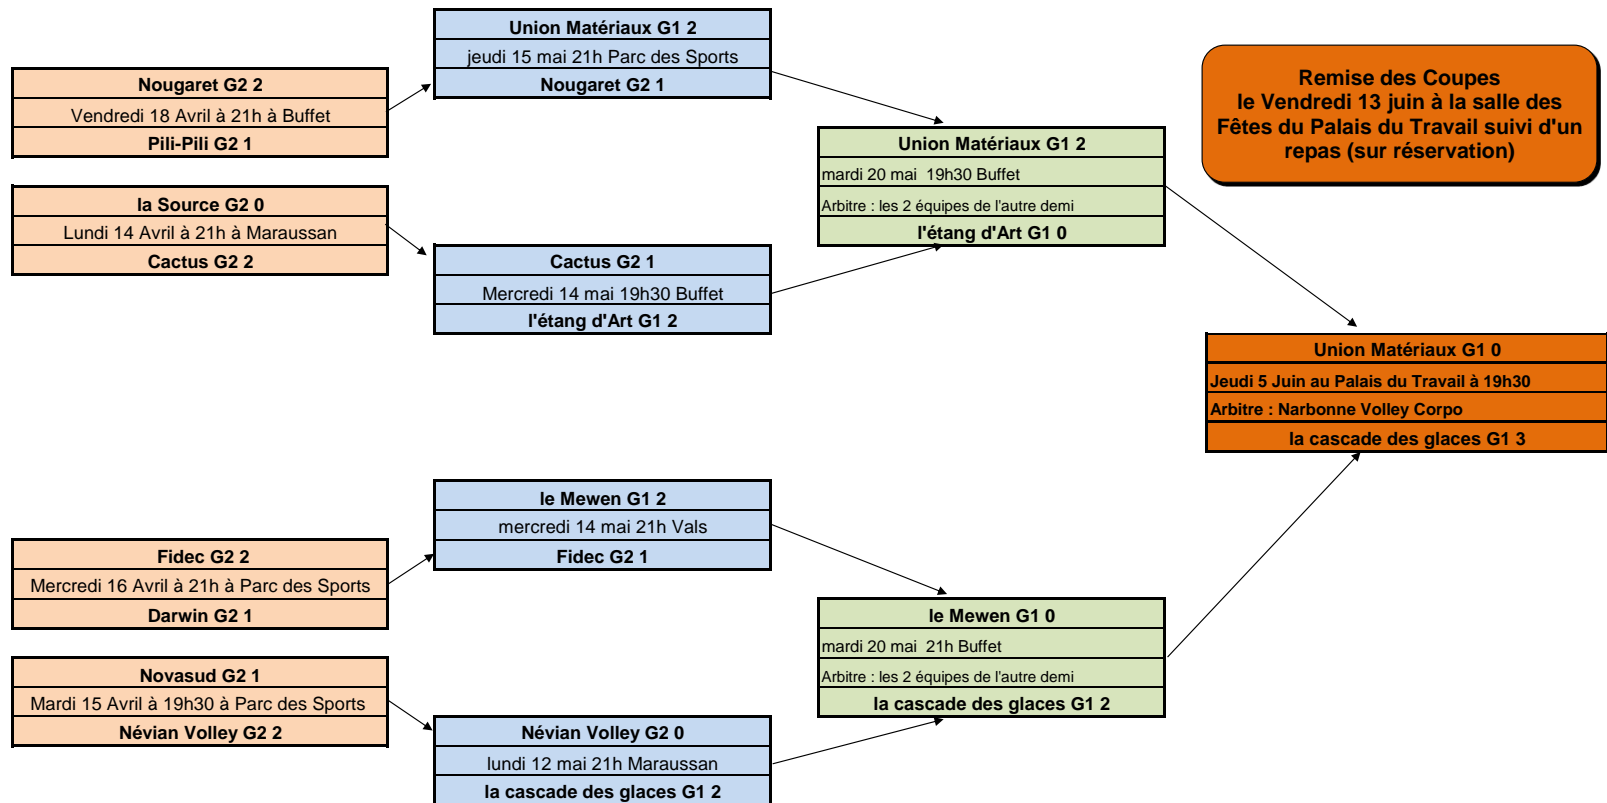 Nougaret G2 2
Vendredi 18 Avril à 21h à Buffet
Pili-Pili G2 1
la Source G2 0
Lundi 14 Avril à 21h à Maraussan
Cactus G2 2
Fidec G2 2
Mercredi 16 Avril à 21h à Parc des Sports
Darwin G2 1
Novasud G2 1
Mardi 15 Avril à 19h30 à Parc des Sports
Névian Volley G2 2
Union Matériaux G1 2
jeudi 15 mai 21h Parc des Sports
Nougaret G2 1
Cactus G2 1
Mercredi 14 mai 19h30 Buffet
l'étang d'Art G1 2
le Mewen G1 2
mercredi 14 mai 21h Vals
Fidec G2 1
Névian Volley G2 0
lundi 12 mai 21h Maraussan
la cascade des glaces G1 2
Union Matériaux G1 2
mardi 20 mai 19h30 Buffet
Arbitre : les 2 équipes de l'autre demi
l'étang d'Art G1 0
le Mewen G1 0
mardi 20 mai 21h Buffet
Arbitre : les 2 équipes de l'autre demi
la cascade des glaces G1 2
Remise des Coupes
le Vendredi 13 juin à la salle des
Fêtes du Palais du Travail suivi d'un
repas (sur réservation)
Union Matériaux G1 0
Jeudi 5 Juin au Palais du Travail à 19h30
Arbitre : Narbonne Volley Corpo
la cascade des glaces G1 3